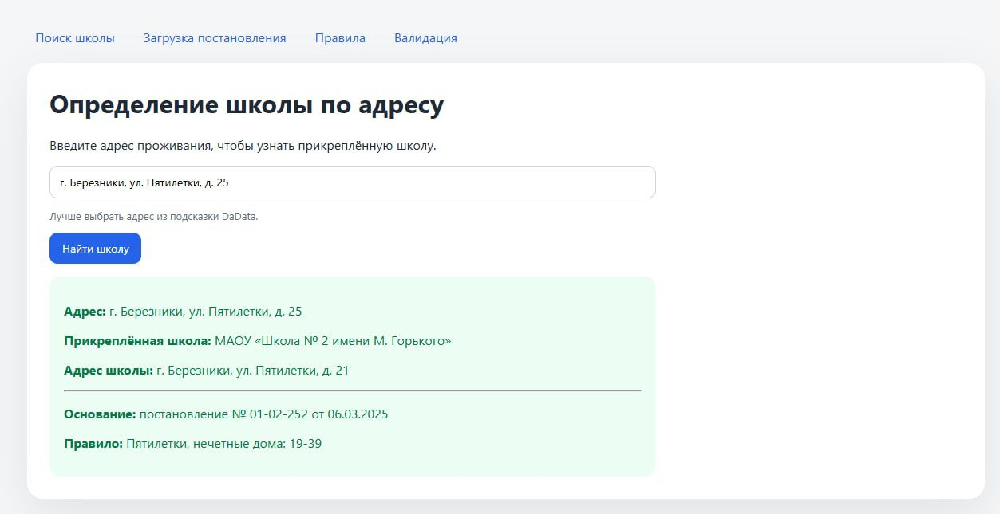 Поиск школы Загрузка постановления Правила Валидация
Определение школы по адресу
Введите адрес проживания, чтобы узнать прикреплённую школу.
г. Березники, ул. Пятилетки, д. 25
Лучше выбрать адрес из подсказки DaData.
Найти школу
Адрес: г. Березники, ул. Пятилетки, д. 25
Прикреплённая школа: МАОУ «Школа № 2 имени М. Горького»
Адрес школы: г. Березники, ул. Пятилетки, д. 21
Основание: постановление № 01-02-252 от 06.03.2025
Правило: Пятилетки, нечетные дома: 19-39